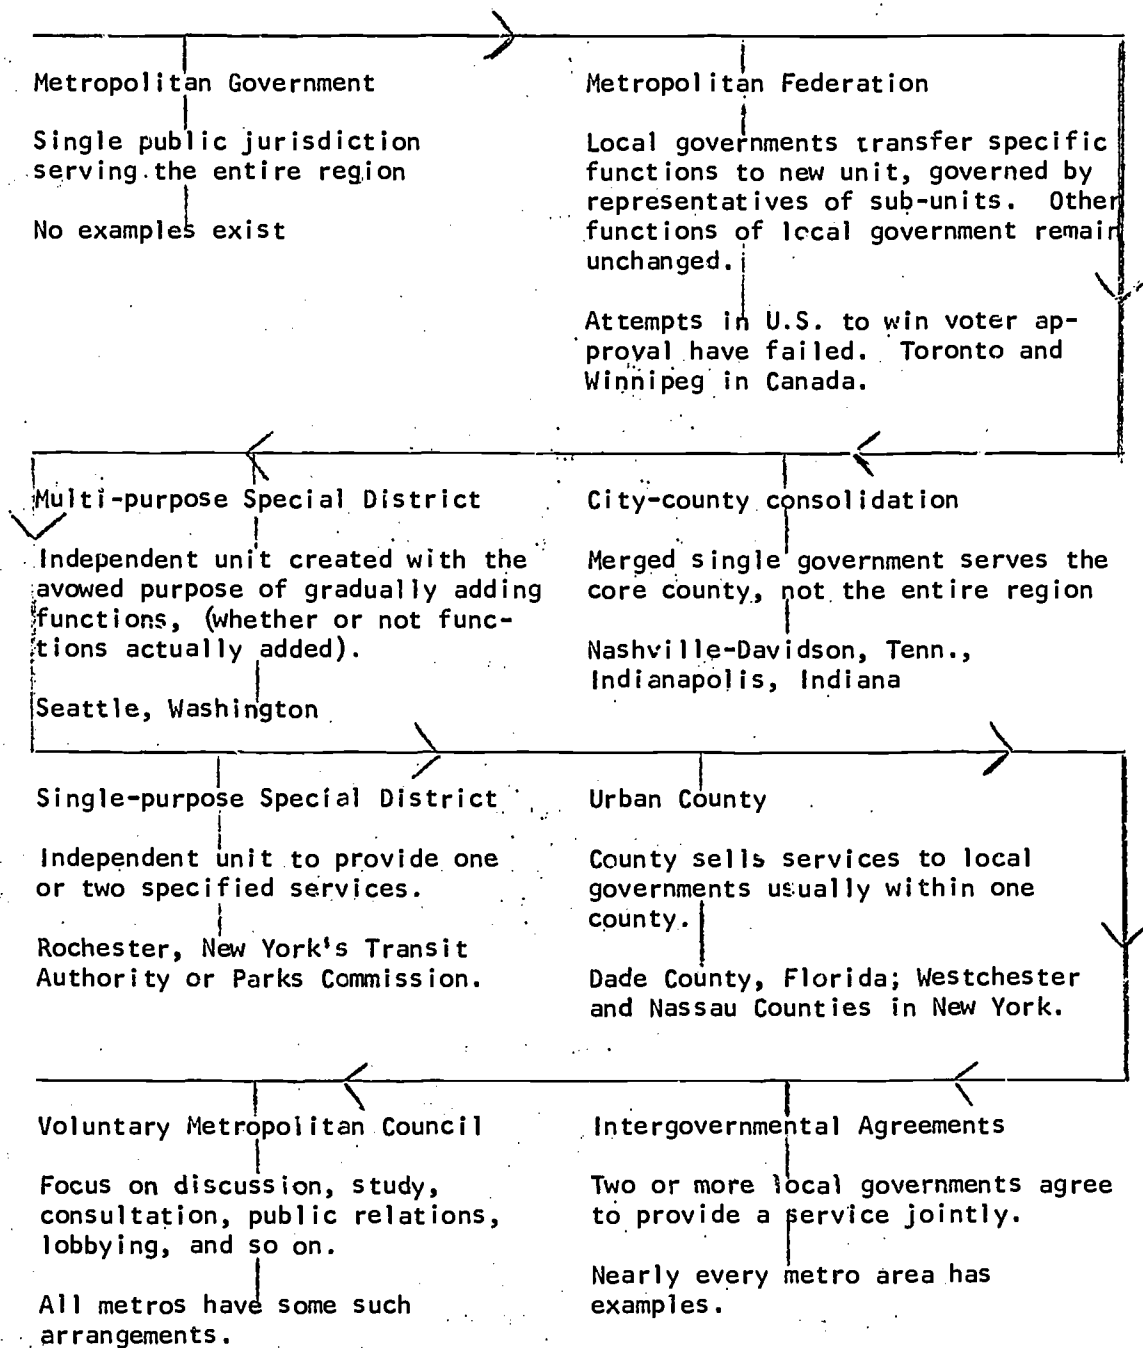 Metropolitan Government
Single public jurisdiction
serving the entire region
No examples exist
Metropolitan Federation
Local governments transfer specific
functions to new unit, governed by
representatives of sub-units. Other
functions of local government remain
unchanged.
Attempts in U.S. to win voter ap-
proval have failed. Toronto and
Winnipeg in Canada.
City-county consolidation
Merged single government serves the
core county, not the entire region
Nashville-Davidson, Tenn.,
Indianapolis, Indiana
Multi-purpose Special District
Independent unit created with the
avowed purpose of gradually adding
functions, (whether or not func-
tions actually added).
Seattle, Washington
Single-purpose Special District
Independent unit to provide one
or two specified services.
Rochester, New York's Transit
Authority or Parks Commission.
Urban County
County sells services to local
governments usually within one
county.
Dade County, Florida; Westchester
and Nassau Counties in New York.
Intergovernmental Agreements
Two or more local governments agree
to provide a service jointly.
Nearly every metro area has
examples.
Voluntary Metropolitan Council
Focus on discussion, study,
consultation, public relations,
lobbying, and so on.
All metros have some such
arrangements.